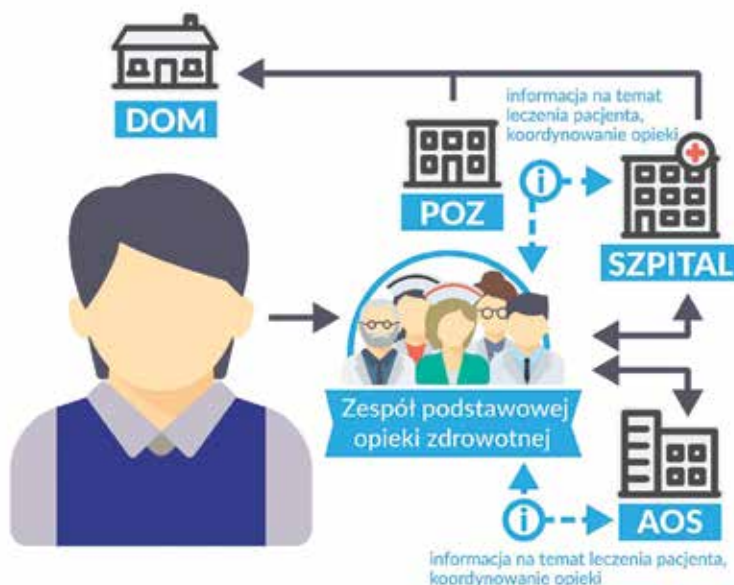 DOM
informacja na temat
leczenia pacjenta,
koordynowanie opieki
POZ
i
SZPITAL
Zespół podstawowej
opieki zdrowotnej
i
AOS
informacja na temat leczenia pacjenta,
koordynowanie opieki